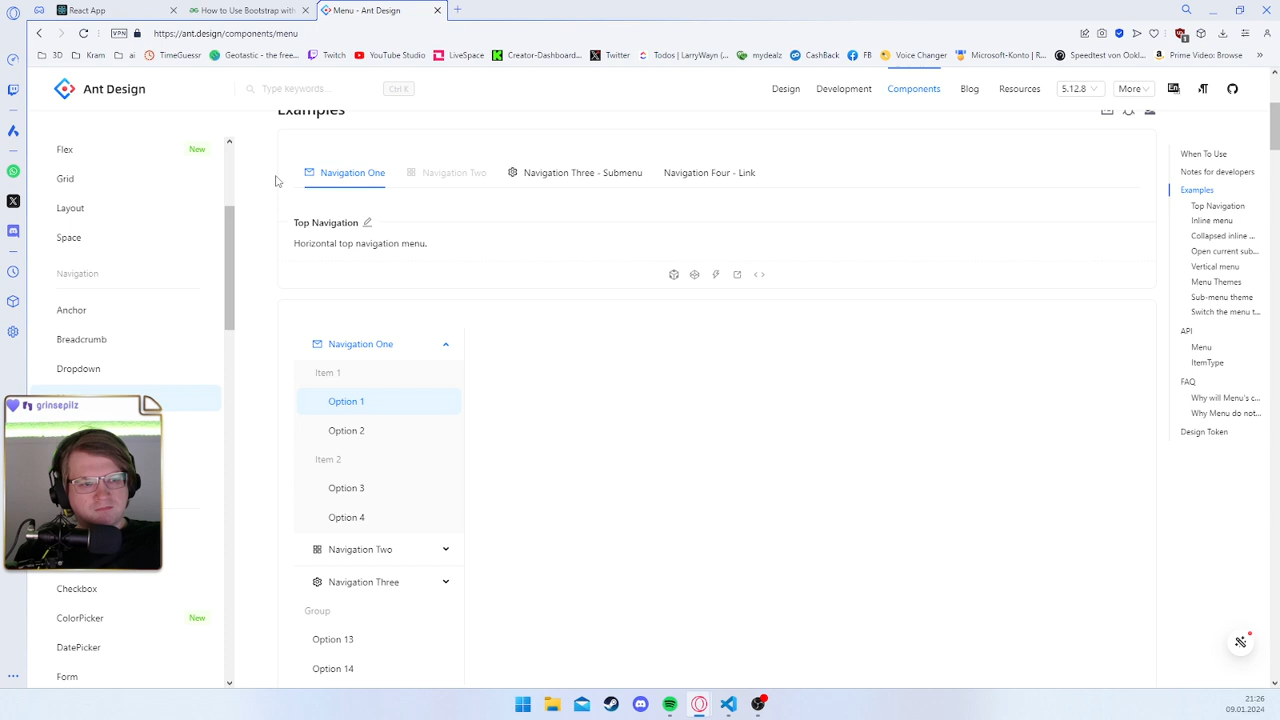 React App
How to Use Bootstrap with
Menu - Ant Design
VPN
https://ant.design/components/menu
1
3D
Kram
ai
TimeGuess
Geotastic - the free...
Twitch
YouTube Studio
LiveSpace
Creator-Dashboard...
Twitter
Todos | LarryWayn (...
mydealz
CashBack
FB
Voice Changer
Microsoft-Konto | R...
Speedtest von Ookl...
Amazon Prime Video
Prime Video: Browse
Ant Design
Type keywords...
Ctrl K
Design
Development
Components
Blog
Resources
5.12.8
More
Examples
Flex
New
Grid
Layout
Space
Navigation
Anchor
Breadcrumb
Dropdown
Checkbox
ColorPicker
New
DatePicker
Form
grinsepilz
Navigation One
Navigation Two
Navigation Three - Submenu
Navigation Four - Link
Top Navigation
Horizontal top navigation menu.
Navigation One
Item 1
Option 1
Option 2
Item 2
Option 3
Option 4
Navigation Two
Navigation Three
Group
Option 13
Option 14
When To Use
Notes for developers
Examples
Top Navigation
Inline menu
Collapsed inline ...
Open current sub...
Vertical menu
Menu Themes
Sub-menu theme
Switch the menu t...
API
Menu
ItemType
FAQ
Why will Menu's c...
Why Menu do not...
Design Token
21:26
09.01.2024